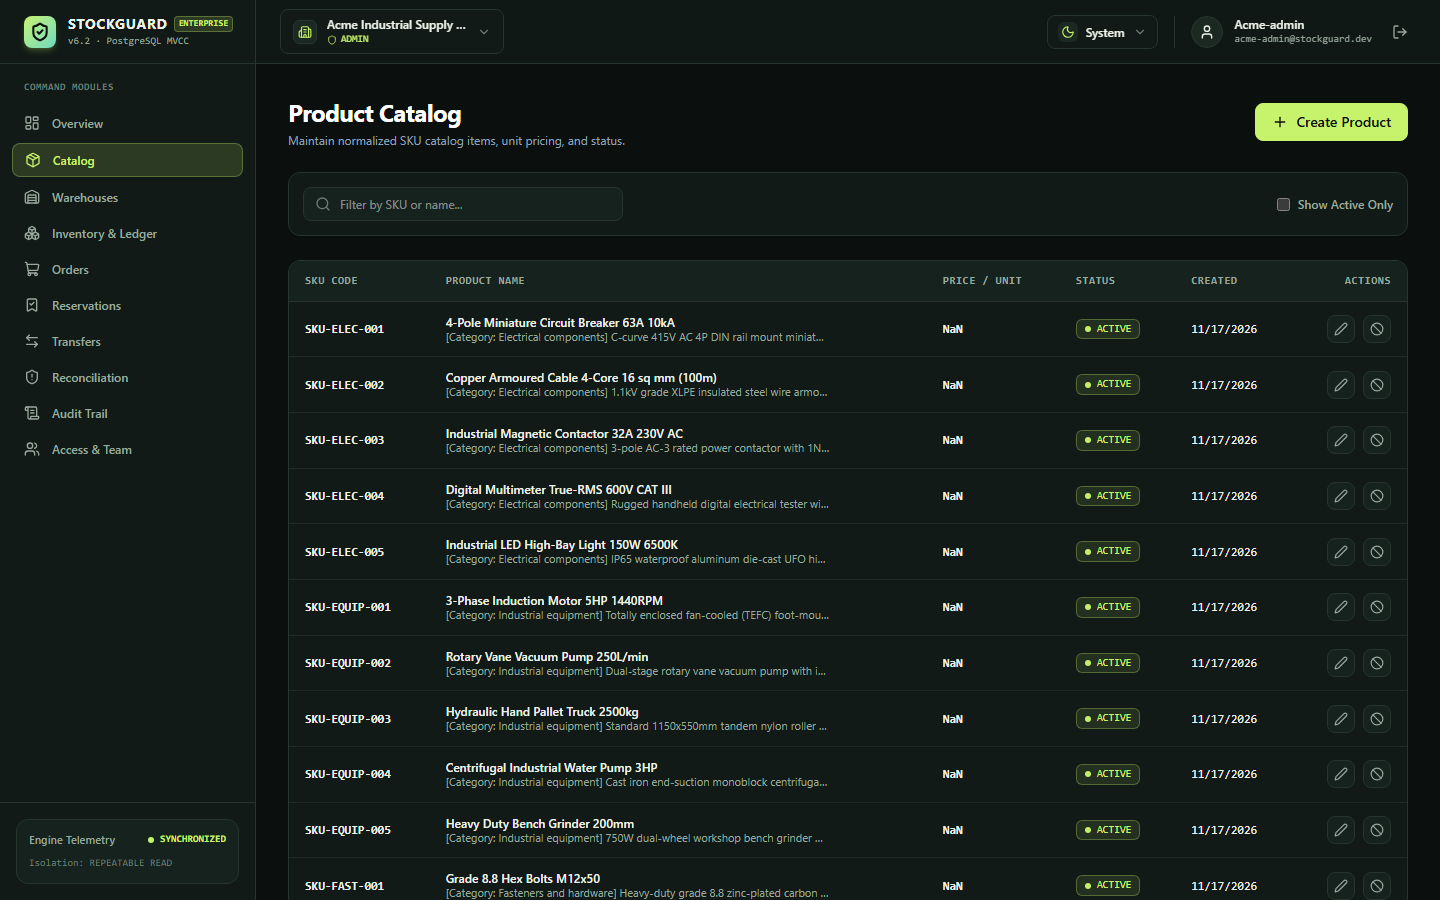 STOCKGUARD ENTERPRISE
v6.2 · PostgreSQL MVCC
Acme Industrial Supply ...
ADMIN
System
Acme-admin
acme-admin@stockguard.dev
COMMAND MODULES
Overview
Catalog
Warehouses
Inventory & Ledger
Orders
Reservations
Transfers
Reconciliation
Audit Trail
Access & Team
Engine Telemetry SYNCHRONIZED
Isolation: REPEATABLE READ
Product Catalog
Maintain normalized SKU catalog items, unit pricing, and status.
Create Product
Filter by SKU or name...
Show Active Only
SKU CODE PRODUCT NAME PRICE / UNIT STATUS CREATED ACTIONS
SKU-ELEC-001 4-Pole Miniature Circuit Breaker 63A 10kA NaN ACTIVE 11/17/2026
[Category: Electrical components] C-curve 415V AC 4P DIN rail mount miniat...
SKU-ELEC-002 Copper Armoured Cable 4-Core 16 sq mm (100m) NaN ACTIVE 11/17/2026
[Category: Electrical components] 1.1kV grade XLPE insulated steel wire armo...
SKU-ELEC-003 Industrial Magnetic Contactor 32A 230V AC NaN ACTIVE 11/17/2026
[Category: Electrical components] 3-pole AC-3 rated power contactor with 1N...
SKU-ELEC-004 Digital Multimeter True-RMS 600V CAT III NaN ACTIVE 11/17/2026
[Category: Electrical components] Rugged handheld digital electrical tester wi...
SKU-ELEC-005 Industrial LED High-Bay Light 150W 6500K NaN ACTIVE 11/17/2026
[Category: Electrical components] IP65 waterproof aluminum die-cast UFO hi...
SKU-EQUIP-001 3-Phase Induction Motor 5HP 1440RPM NaN ACTIVE 11/17/2026
[Category: Industrial equipment] Totally enclosed fan-cooled (TEFC) foot-mou...
SKU-EQUIP-002 Rotary Vane Vacuum Pump 250L/min NaN ACTIVE 11/17/2026
[Category: Industrial equipment] Dual-stage rotary vane vacuum pump with i...
SKU-EQUIP-003 Hydraulic Hand Pallet Truck 2500kg NaN ACTIVE 11/17/2026
[Category: Industrial equipment] Standard 1150x550mm tandem nylon roller ...
SKU-EQUIP-004 Centrifugal Industrial Water Pump 3HP NaN ACTIVE 11/17/2026
[Category: Industrial equipment] Cast iron end-suction monoblock centrifuga...
SKU-EQUIP-005 Heavy Duty Bench Grinder 200mm NaN ACTIVE 11/17/2026
[Category: Industrial equipment] 750W dual-wheel workshop bench grinder ...
SKU-FAST-001 Grade 8.8 Hex Bolts M12x50 NaN ACTIVE 11/17/2026
[Category: Fasteners and hardware] Heavy-duty grade 8.8 zinc-plated carbon ...